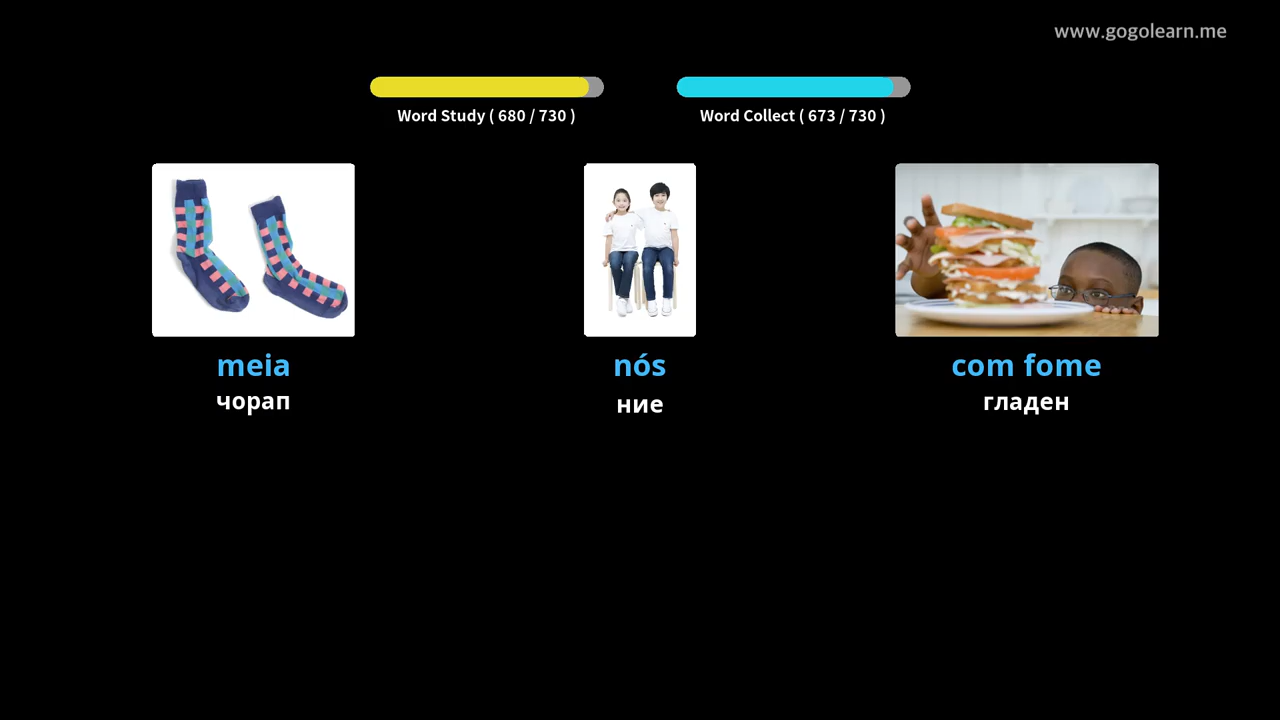 www.gogolearn.me
Word Study ( 680 / 730 )
Word Collect ( 673 / 730 )
meia
nós
com fome
чорап
ние
гладен